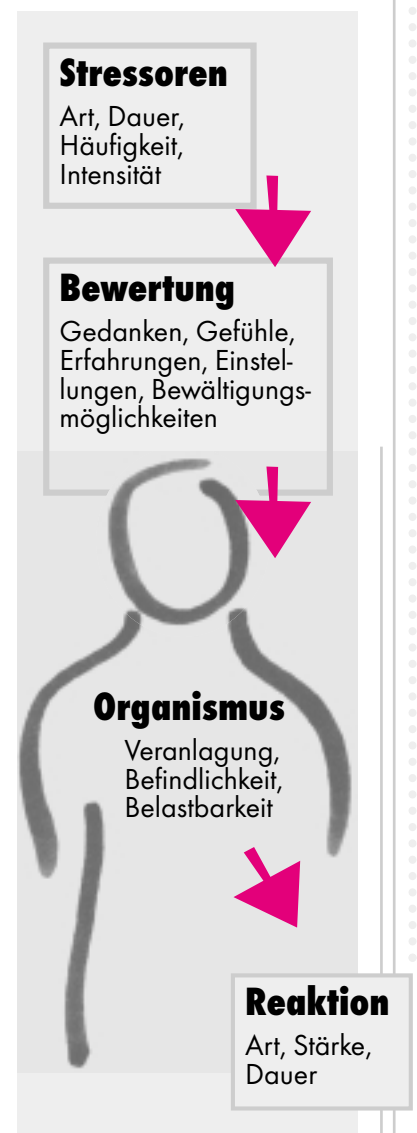 Stressoren
Art, Dauer,
Häufigkeit,
Intensität
Bewertung
Gedanken, Gefühle,
Erfahrungen, Einstel-
lungen, Bewältigungs-
möglichkeiten
Organismus
Veranlagung,
Befindlichkeit,
Belastbarkeit
Reaktion
Art, Stärke,
Dauer